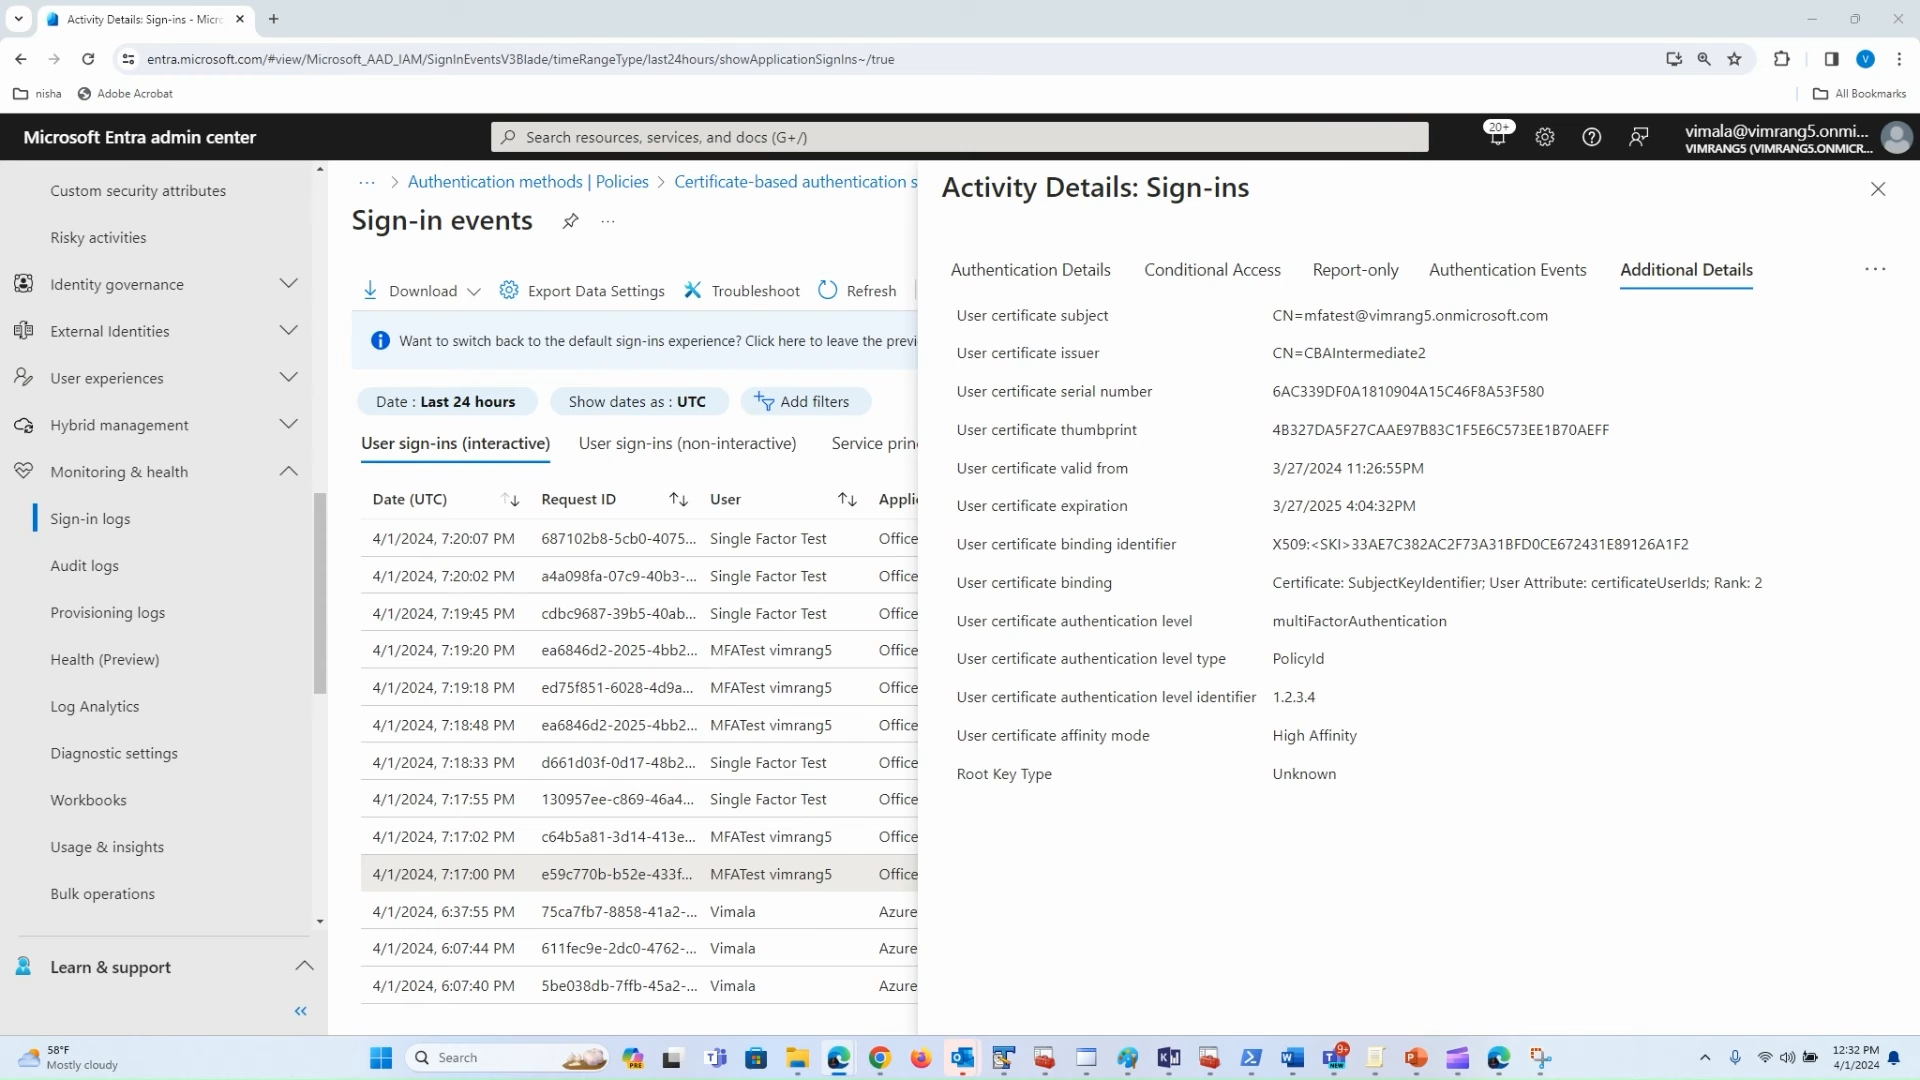 Activity Details: Sign-ins - Micro
entra.microsoft.com/#view/Microsoft_AAD_IAM/SignInEventsV3Blade/timeRangeType/last24hours/showApplicationSignIns~/true
V
nisha
Adobe Acrobat
All Bookmarks
Microsoft Entra admin center
Search resources, services, and docs (G+/)
20+
vimala@vimrang5.onmi...
VIMRANG5 (VIMRANG5.ONMICR...
Custom security attributes
Risky activities
Identity governance
External Identities
User experiences
Hybrid management
Monitoring & health
Sign-in logs
Audit logs
Provisioning logs
Health (Preview)
Log Analytics
Diagnostic settings
Workbooks
Usage & insights
Bulk operations
Learn & support
... > Authentication methods | Policies > Certificate-based authentication s
Sign-in events ...
Download
Export Data Settings
Troubleshoot
Refresh
Want to switch back to the default sign-ins experience? Click here to leave the previ
Date : Last 24 hours
Show dates as : UTC
Add filters
User sign-ins (interactive)
User sign-ins (non-interactive)
Service prin
Date (UTC) Request ID User Applic
4/1/2024, 7:20:07 PM 687102b8-5cb0-4075... Single Factor Test Office
4/1/2024, 7:20:02 PM a4a098fa-07c9-40b3-... Single Factor Test Office
4/1/2024, 7:19:45 PM cdbc9687-39b5-40ab... Single Factor Test Office
4/1/2024, 7:19:20 PM ea6846d2-2025-4bb2... MFATest vimrang5 Office
4/1/2024, 7:19:18 PM ed75f851-6028-4d9a... MFATest vimrang5 Office
4/1/2024, 7:18:48 PM ea6846d2-2025-4bb2... MFATest vimrang5 Office
4/1/2024, 7:18:33 PM d661d03f-0d17-48b2... Single Factor Test Office
4/1/2024, 7:17:55 PM 130957ee-c869-46a4... Single Factor Test Office
4/1/2024, 7:17:02 PM c64b5a81-3d14-413e... MFATest vimrang5 Office
4/1/2024, 7:17:00 PM e59c770b-b52e-433f... MFATest vimrang5 Office
4/1/2024, 6:37:55 PM 75ca7fb7-8858-41a2-... Vimala Azure
4/1/2024, 6:07:44 PM 611fec9e-2dc0-4762-... Vimala Azure
4/1/2024, 6:07:40 PM 5be038db-7ffb-45a2-... Vimala Azure
Activity Details: Sign-ins
Authentication Details
Conditional Access
Report-only
Authentication Events
Additional Details
...
User certificate subject CN=mfatest@vimrang5.onmicrosoft.com
User certificate issuer CN=CBAIntermediate2
User certificate serial number 6AC339DF0A1810904A15C46F8A53F580
User certificate thumbprint 4B327DA5F27CAAE97B83C1F5E6C573EE1B70AEFF
User certificate valid from 3/27/2024 11:26:55PM
User certificate expiration 3/27/2025 4:04:32PM
User certificate binding identifier X509:<SKI>33AE7C382AC2F73A31BFD0CE672431E89126A1F2
User certificate binding Certificate: SubjectKeyIdentifier; User Attribute: certificateUserIds; Rank: 2
User certificate authentication level multiFactorAuthentication
User certificate authentication level type PolicyId
User certificate authentication level identifier 1.2.3.4
User certificate affinity mode High Affinity
Root Key Type Unknown
58°F
Mostly cloudy
Search
PRE
9+
NEW
12:32 PM
4/1/2024